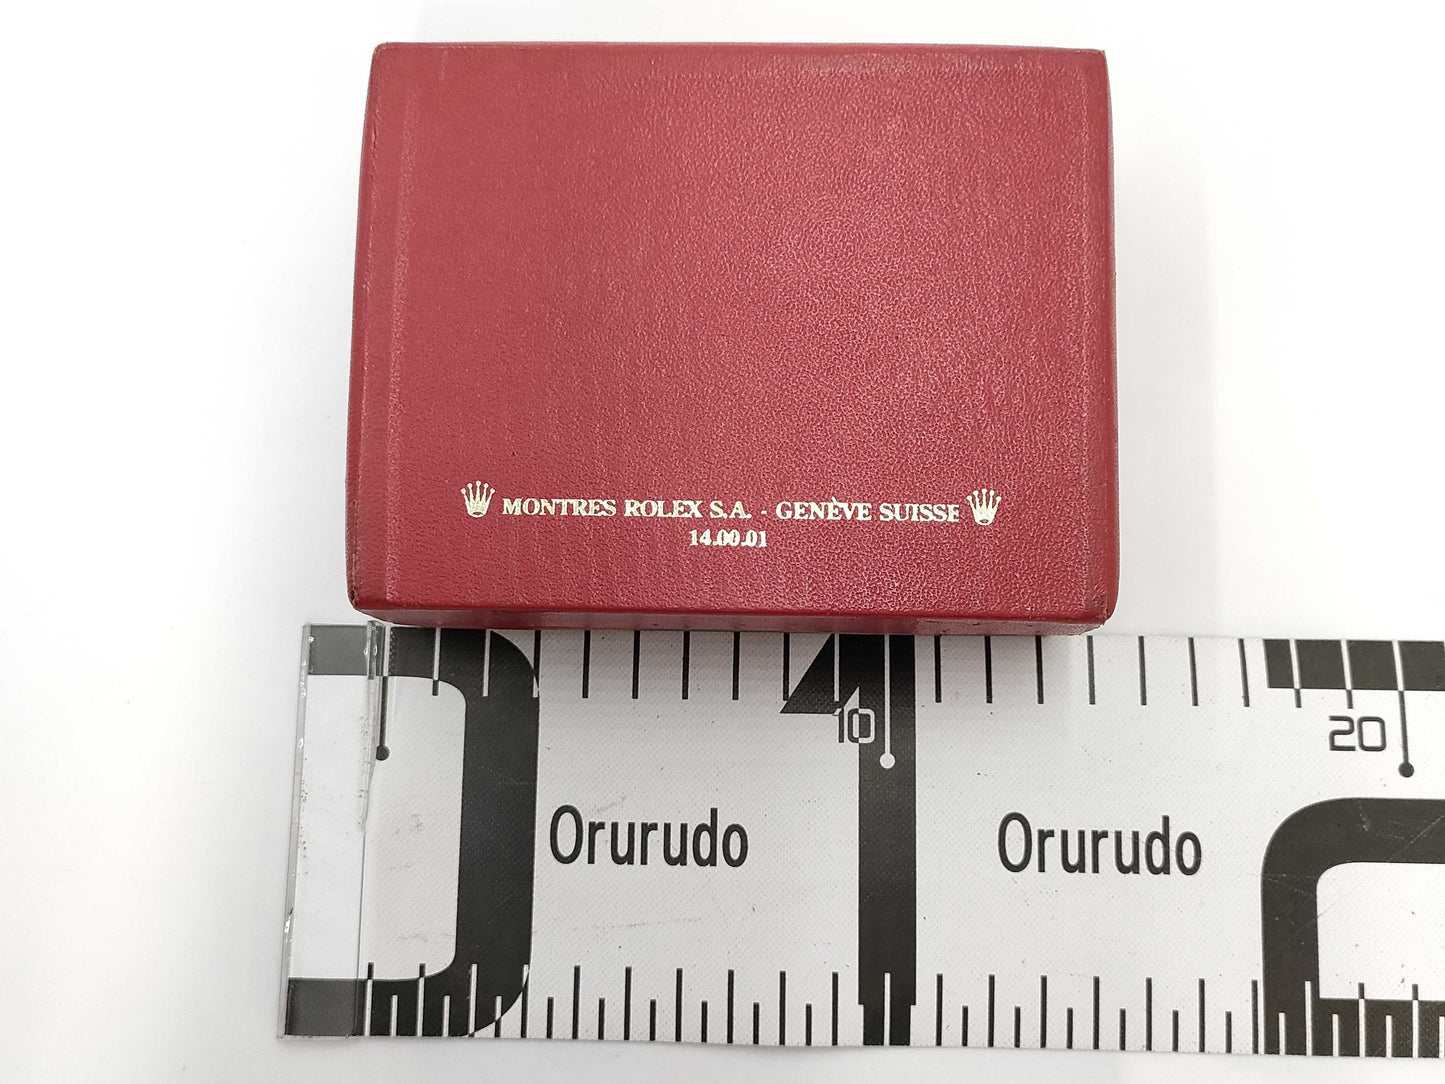 MONTRES ROLEX S.A. - GENÈVE SUISSE
14.00.01
10
20
Orurudo Orurudo